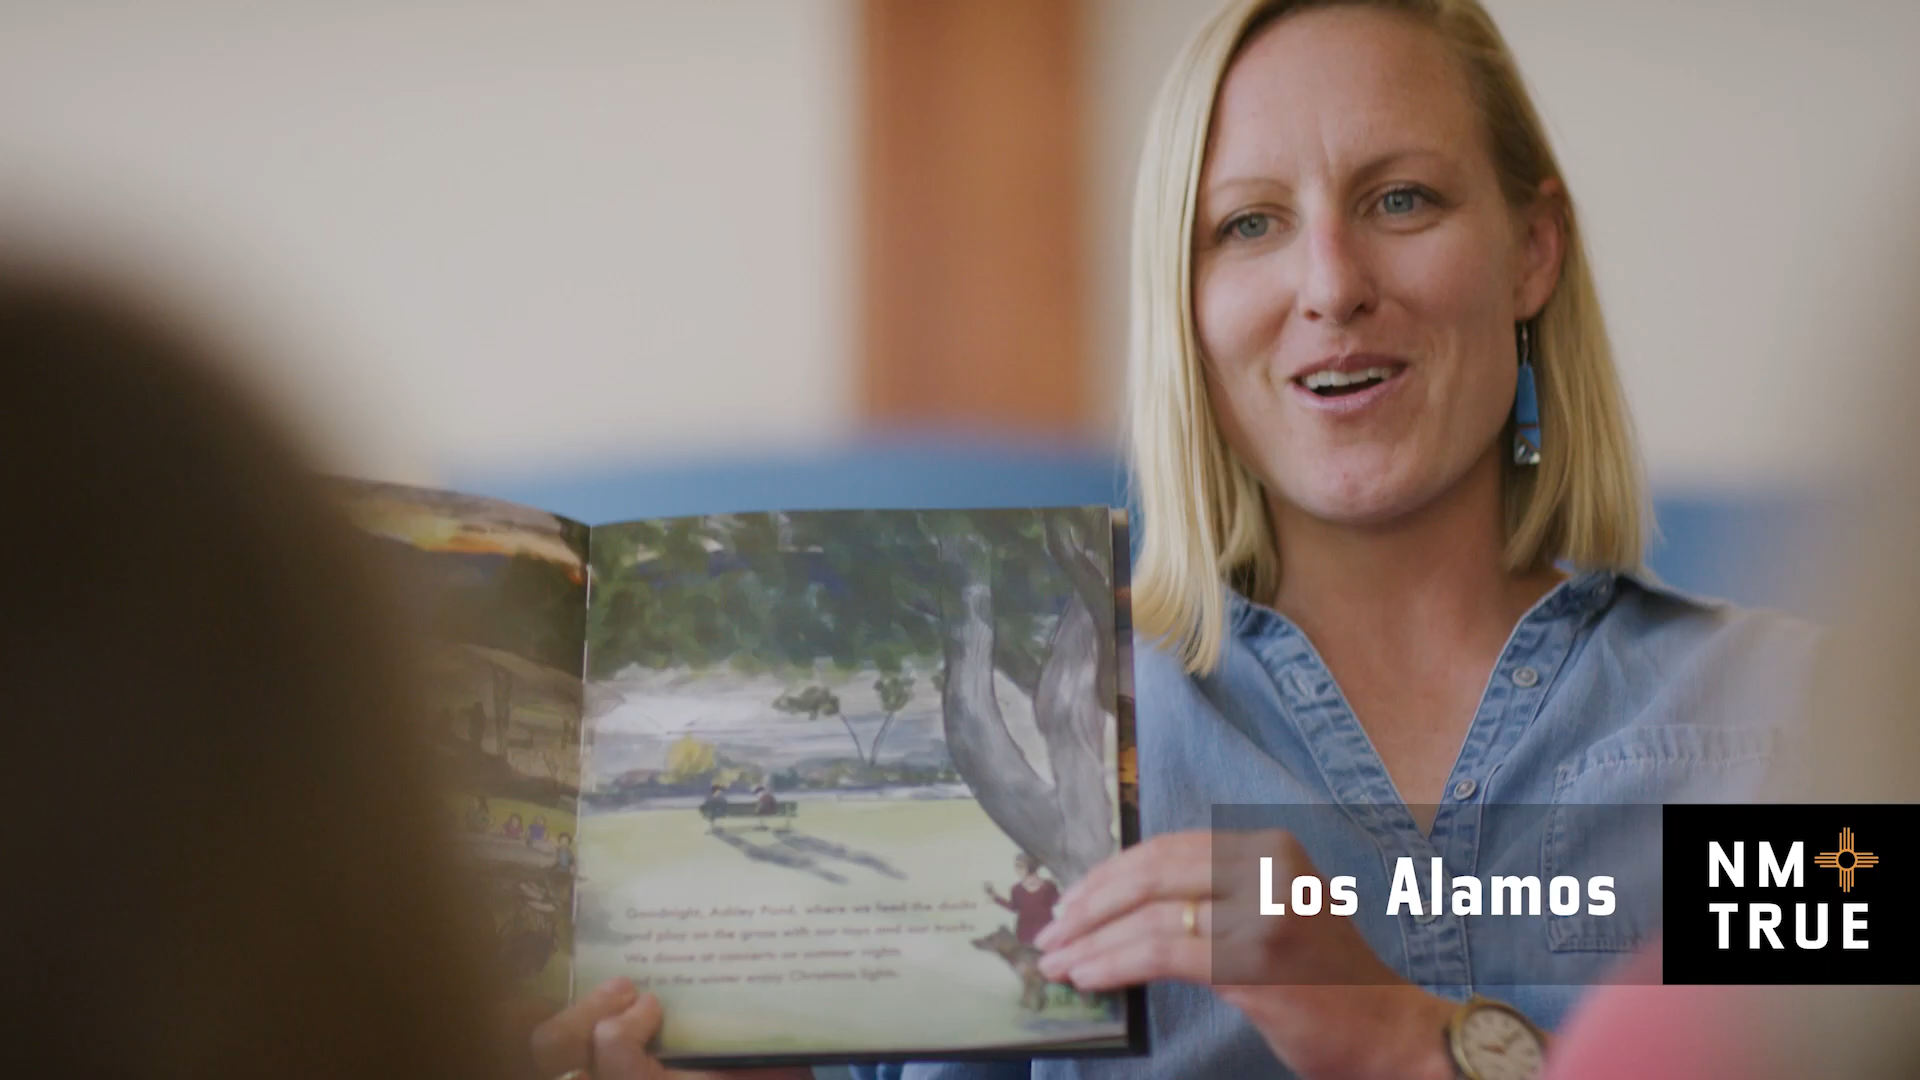 Goodnight, Ashley Pond, where we feed the ducks
and play on the grass with our toys and our trucks.
We dance at concerts on summer nights
and in the winter enjoy Christmas lights.
Los Alamos
NM
TRUE